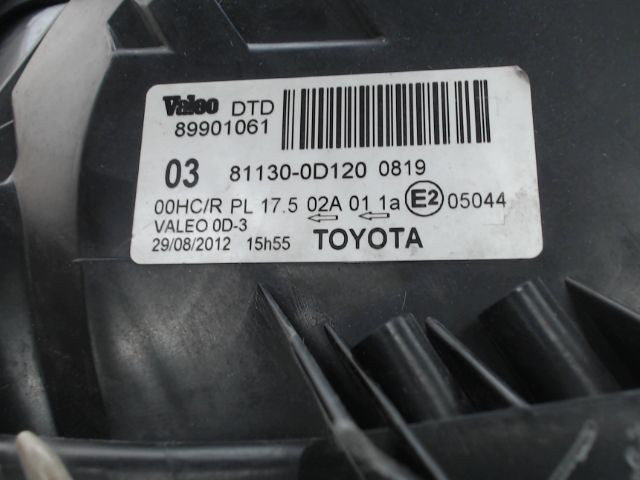 Valeo DTD
89901061
03 81130-0D120 0819
00HC/R PL 17.5 02A 01 1a E2 05044
VALEO 0D-3
29/08/2012 15h55 TOYOTA